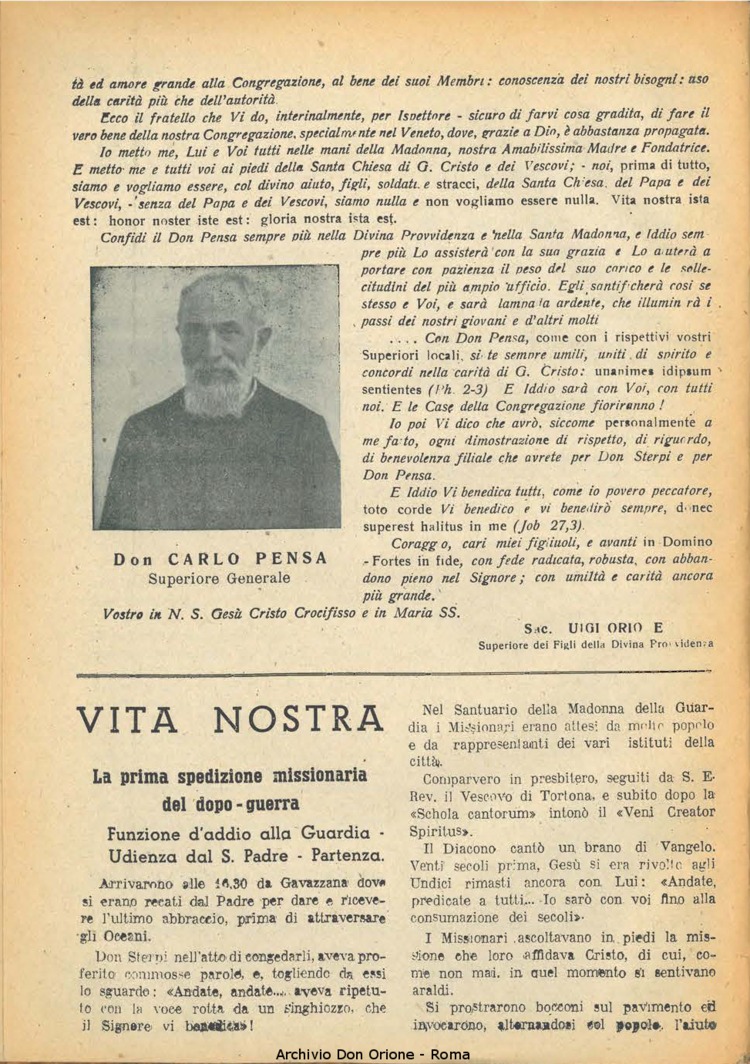 tà ed amore grande alla Congregazione, al bene dei suoi Membri : conoscenza dei nostri bisogni : uso
della carità più che dell'autorità.
Ecco il fratello che Vi do, interinalmente, per Ispettore - sicuro di farvi cosa gradita, di fare il
vero bene della nostra Congregazione, specialmente nel Veneto, dove, grazie a Dio, è abbastanza propagata.
Io metto me, Lui e Voi tutti nelle mani della Madonna, nostra Amabilissima Madre e Fondatrice.
E metto me e tutti voi ai piedi della Santa Chiesa di G. Cristo e dei Vescovi; - noi, prima di tutto,
siamo e vogliamo essere, col divino aiuto, figli, soldati e stracci, della Santa Chiesa, del Papa e dei
Vescovi, - senza del Papa e dei Vescovi, siamo nulla e non vogliamo essere nulla. Vita nostra ista
est : honor noster iste est : gloria nostra ista est.
Confidi il Don Pensa sempre più nella Divina Provvidenza e nella Santa Madonna, e Iddio sem
pre più Lo assisterà con la sua grazia e Lo aiuterà a
portare con pazienza il peso del suo carico e le solle-
citudini del più ampio ufficio. Egli santificherà così se
stesso e Voi, e sarà lampada ardente, che illumin rà i
passi dei nostri giovani e d'altri molti
. . . . Con Don Pensa, come con i rispettivi vostri
Superiori locali, si te sempre umili, uniti di spirito e
concordi nella carità di G. Cristo: unanimes idipsum
sentientes (Ph. 2-3) E Iddio sarà con Voi, con tutti
noi. E le Case della Congregazione fioriranno !
Io poi Vi dico che avrò, siccome personalmente a
me fatto, ogni dimostrazione di rispetto, di riguardo,
di benevolenza filiale che avrete per Don Sterpi e per
Don Pensa.
E Iddio Vi benedica tutti, come io povero peccatore,
toto corde Vi benedico e vi benedirò sempre, donec
superest halitus in me (Job 27,3).
Coragg o, cari miei figliuoli, e avanti in Domino
- Fortes in fide, con fede radicata, robusta, con abban-
dono pieno nel Signore ; con umiltà e carità ancora
più grande.
Don CARLO PENSA
Superiore Generale
Vostro in N. S. Gesù Cristo Crocifisso e in Maria SS.
Sac. UIGI ORIO E
Superiore dei Figli della Divina Provvidenza
VITA NOSTRA
La prima spedizione missionaria
del dopo - guerra
Funzione d'addio alla Guardia -
Udienza dal S. Padre - Partenza.
Arrivarono alle 16,30 da Gavazzana dove
si erano recati dal Padre per dare e riceve-
re l'ultimo abbraccio, prima di attraversare
gli Oceani.
Don Sterpi nell'atto di congedarli, aveva pro-
ferito commosse parole, e, togliendo da essi
lo sguardo : «Andate, andate.... aveva ripetu-
to con la voce rotta da un singhiozzo, che
il Signore vi benedica» !
Nel Santuario della Madonna della Guar-
dia i Missionari erano attesi da molto popolo
e da rappresentanti dei vari istituti della
città.
Comparvero in presbitero, seguiti da S. E.
Rev. il Vescovo di Tortona, e subito dopo la
«Schola cantorum» intonò il «Veni Creator
Spiritus».
Il Diacono cantò un brano di Vangelo.
Venti secoli prima, Gesù si era rivolto agli
Undici rimasti ancora con Lui : «Andate,
predicate a tutti... Io sarò con voi fino alla
consumazione dei secoli».
I Missionari ascoltavano in piedi la mis-
sione che loro affidava Cristo, di cui, co-
me non mai, in quel momento si sentivano
araldi.
Si prostrarono bocconi sul pavimento ed
invocarono, alternandosi col popolo, l'aiuto
Archivio Don Orione - Roma